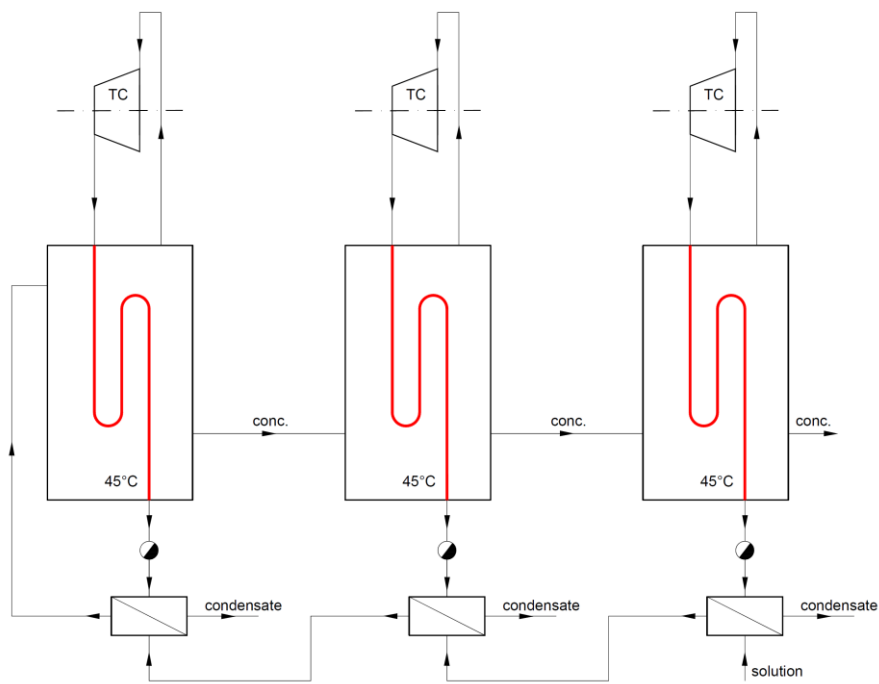 TC
TC
TC
conc.
conc.
conc.
45°C
45°C
45°C
condensate
condensate
condensate
solution